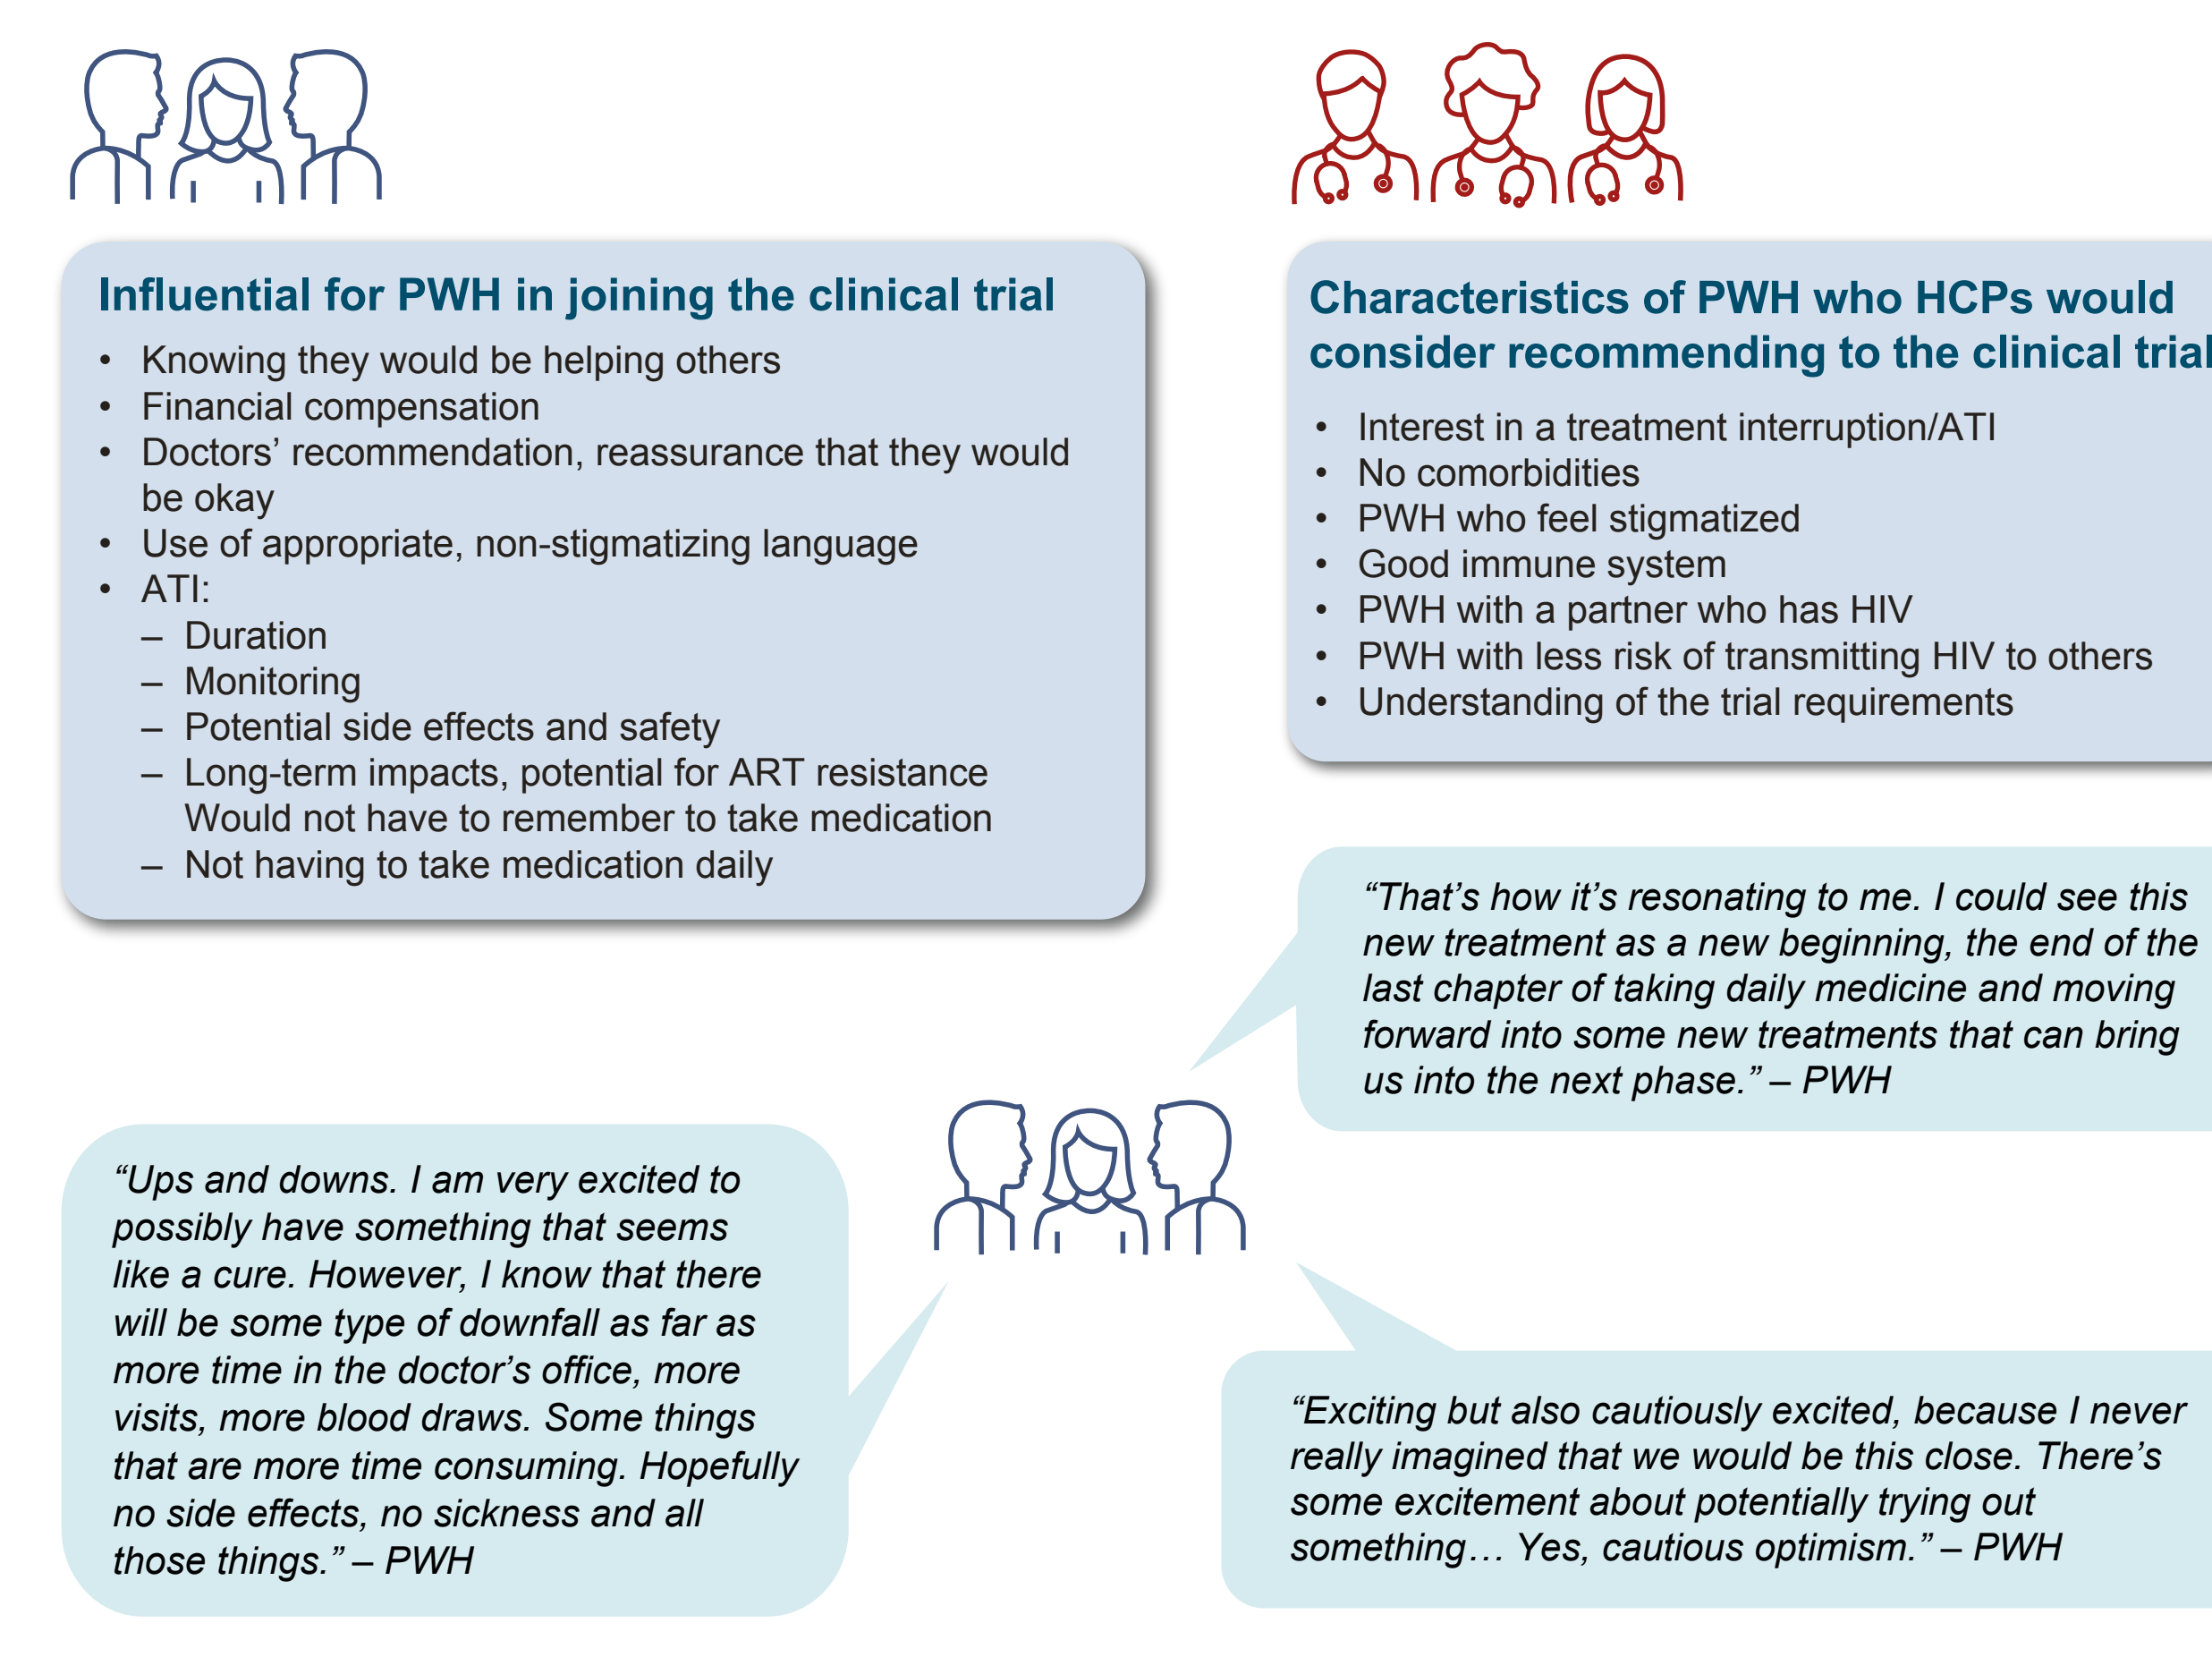 Influential for PWH in joining the clinical trial
• Knowing they would be helping others
• Financial compensation
• Doctors’ recommendation, reassurance that they would
be okay
• Use of appropriate, non-stigmatizing language
• ATI:
– Duration
– Monitoring
– Potential side effects and safety
– Long-term impacts, potential for ART resistance
Would not have to remember to take medication
– Not having to take medication daily
Characteristics of PWH who HCPs would
consider recommending to the clinical trial
• Interest in a treatment interruption/ATI
• No comorbidities
• PWH who feel stigmatized
• Good immune system
• PWH with a partner who has HIV
• PWH with less risk of transmitting HIV to others
• Understanding of the trial requirements
“That’s how it’s resonating to me. I could see this
new treatment as a new beginning, the end of the
last chapter of taking daily medicine and moving
forward into some new treatments that can bring
us into the next phase.” – PWH
“Ups and downs. I am very excited to
possibly have something that seems
like a cure. However, I know that there
will be some type of downfall as far as
more time in the doctor’s office, more
visits, more blood draws. Some things
that are more time consuming. Hopefully
no side effects, no sickness and all
those things.” – PWH
“Exciting but also cautiously excited, because I never
really imagined that we would be this close. There’s
some excitement about potentially trying out
something… Yes, cautious optimism.” – PWH